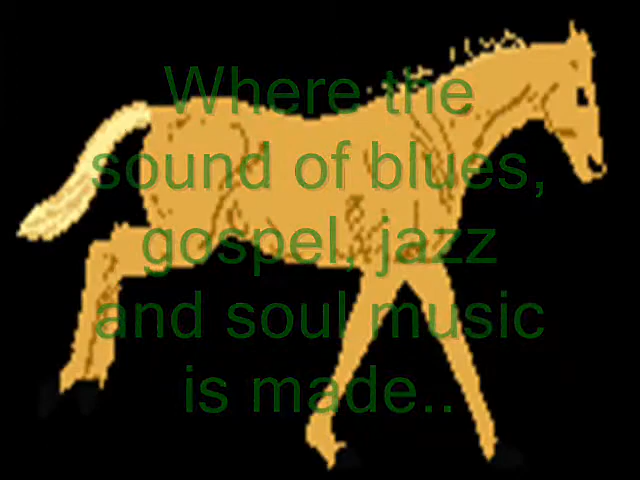 Where the
sound of blues,
gospel, jazz
and soul music
is made..